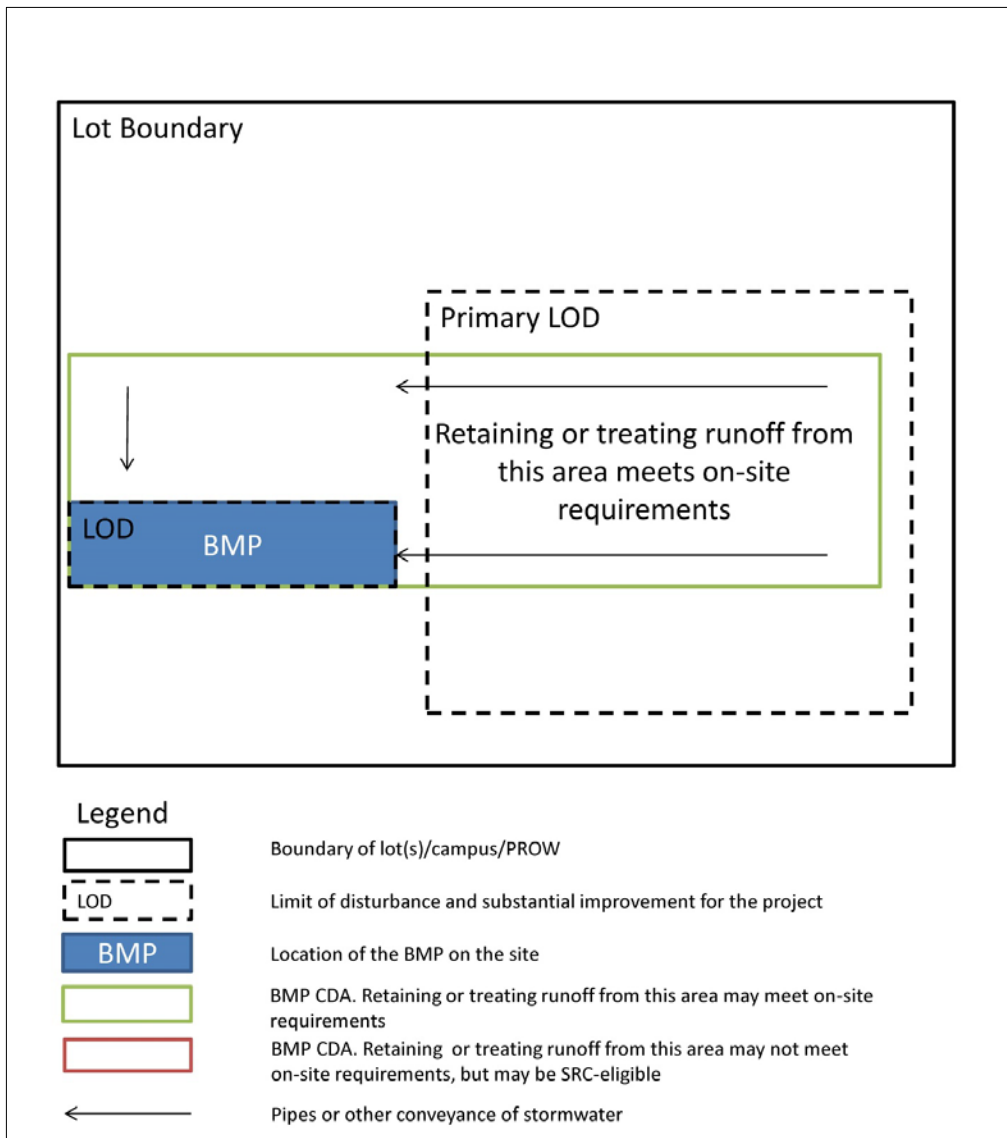 Lot Boundary
Primary LOD
Retaining or treating runoff from
this area meets on-site
requirements
LOD
BMP
Legend
Boundary of lot(s)/campus/PROW
LOD
Limit of disturbance and substantial improvement for the project
BMP
Location of the BMP on the site
BMP CDA. Retaining or treating runoff from this area may meet on-site
requirements
BMP CDA. Retaining or treating runoff from this area may not meet
on-site requirements, but may be SRC-eligible
Pipes or other conveyance of stormwater